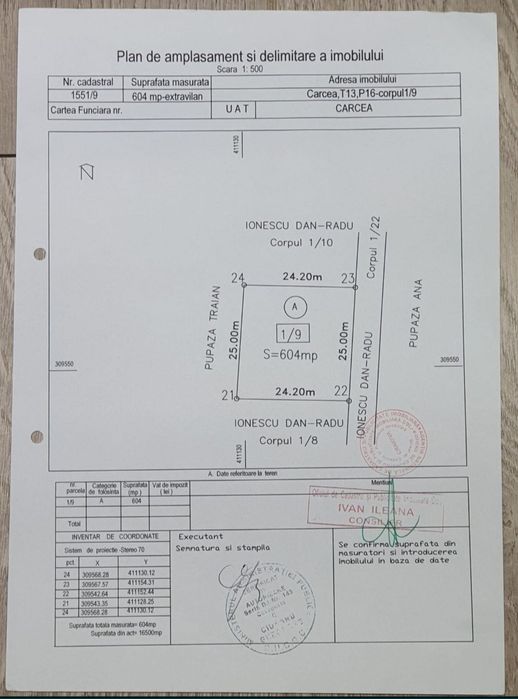 Plan de amplasament si delimitare a imobilului
Scara 1: 500
Nr. cadastral Suprafata masurata Adresa imobilului
1551/9 604 mp-extravilan Carcea,T13,P16-corpul1/9
Cartea Funciara nr. UAT CARCEA
411130
N
IONESCU DAN-RADU
Corpul 1/10
Corpul 1/22
24 24.20m 23
A
PUPAZA TRAIAN
25.00m
1/9
S=604mp
25.00m
IONESCU DAN-RADU
PUPAZA ANA
309550 309550
21 24.20m 22
IONESCU DAN-RADU
Corpul 1/8
411130
A. Date referitoare la teren
nr. parcela Categorie de folosinta Suprafata (mp) Val de impozit (lei) Mentiuni
1/9 A 604
Total
IVAN ILEANA
CONSILIER
INVENTAR DE COORDONATE
Sistem de proiectie -Stereo 70
pct. X Y
24 309568.28 411130.12
23 309567.57 411154.31
22 309542.64 411152.44
21 309543.35 411128.25
24 309568.28 411130.12
Suprafata totala masurata= 604mp
Suprafata din act= 16500mp
Executant
Semnatura si stampila
Se confirma suprafata din
masuratori si introducerea
imobilului in baza de date